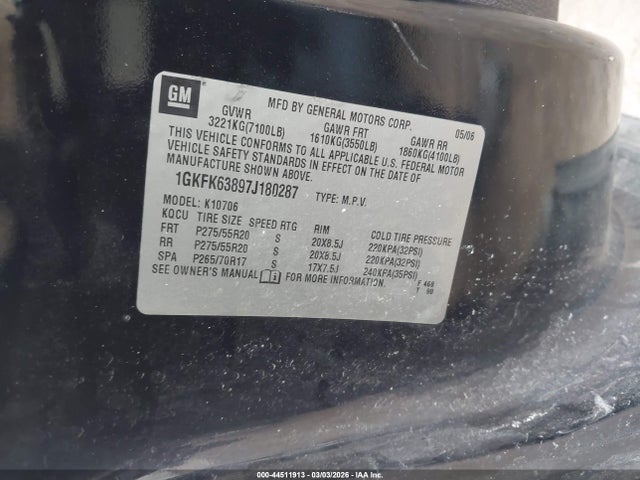 GM
MFD BY GENERAL MOTORS CORP. 05/06
GVWR GAWR FRT GAWR RR
3221KG(7100LB) 1610KG(3550LB) 1860KG(4100LB)
THIS VEHICLE CONFORMS TO ALL APPLICABLE U.S. FEDERAL MOTOR
VEHICLE SAFETY STANDARDS IN EFFECT ON THE DATE OF
MANUFACTURE SHOWN ABOVE.
1GKFK63897J180287 TYPE: M.P.V.
MODEL: K10706
KQCU TIRE SIZE SPEED RTG RIM COLD TIRE PRESSURE
FRT P275/55R20 S 20X8.5J 220KPA(32PSI)
RR P275/55R20 S 20X8.5J 220KPA(32PSI)
SPA P265/70R17 S 17X7.5J 240KPA(35PSI)
SEE OWNER'S MANUAL FOR MORE INFORMATION. F 468
T 90
000-44511913 - 03/03/2026 - IAA Inc.